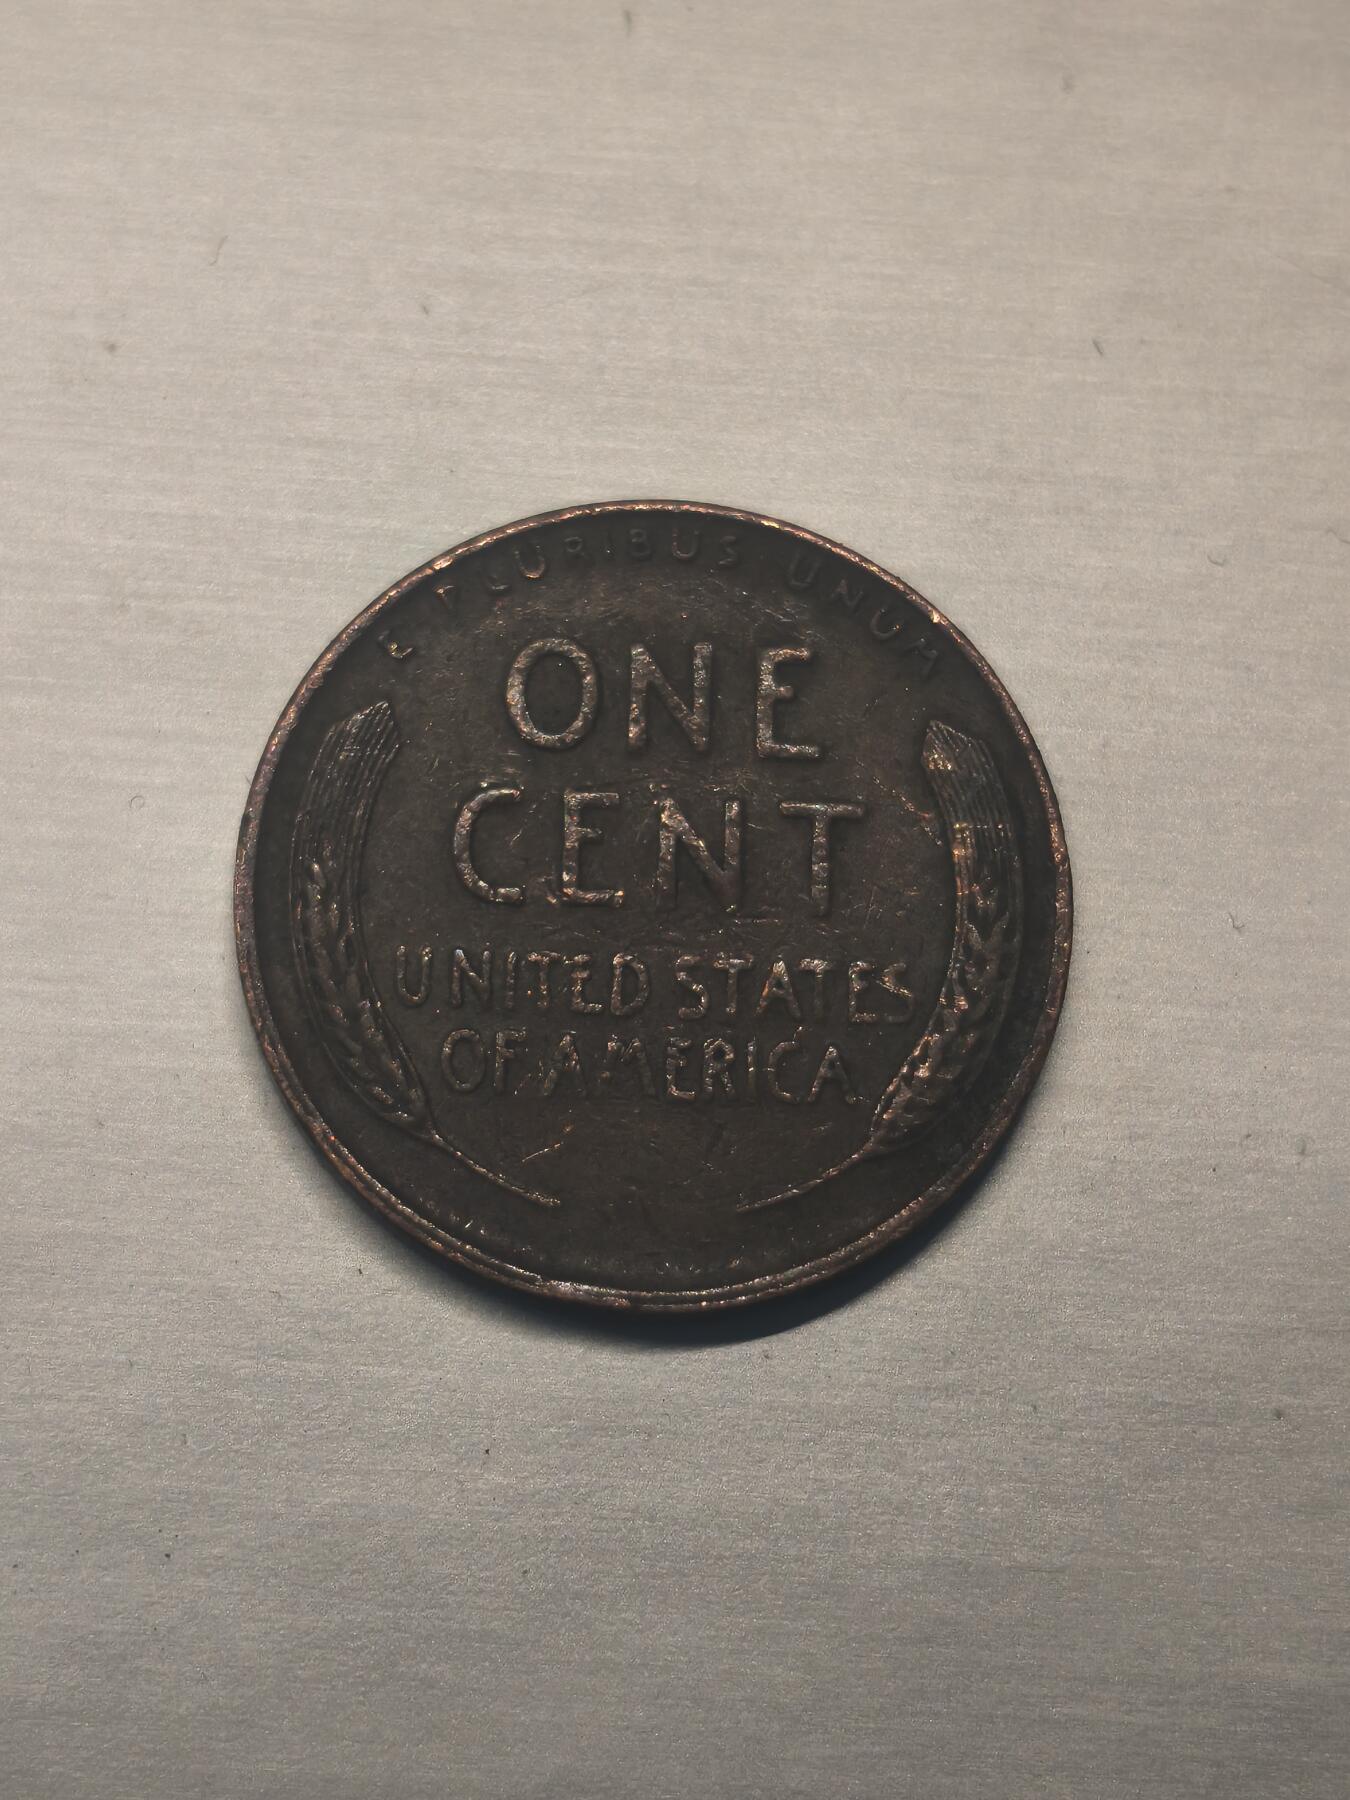 E PLURIBUS UNUM
ONE
CENT
UNITED STATES
OF AMERICA